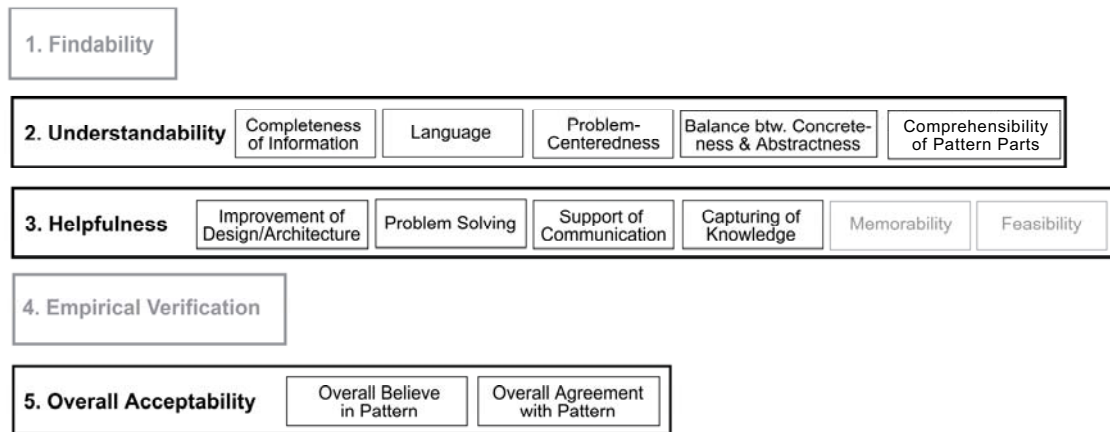 1. Findability
2. Understandability
Completeness
of Information
Language
Problem-
Centeredness
Balance btw. Concrete-
ness & Abstractness
Comprehensibility
of Pattern Parts
3. Helpfulness
Improvement of
Design/Architecture
Problem Solving
Support of
Communication
Capturing of
Knowledge
Memorability
Feasibility
4. Empirical Verification
5. Overall Acceptability
Overall Believe
in Pattern
Overall Agreement
with Pattern